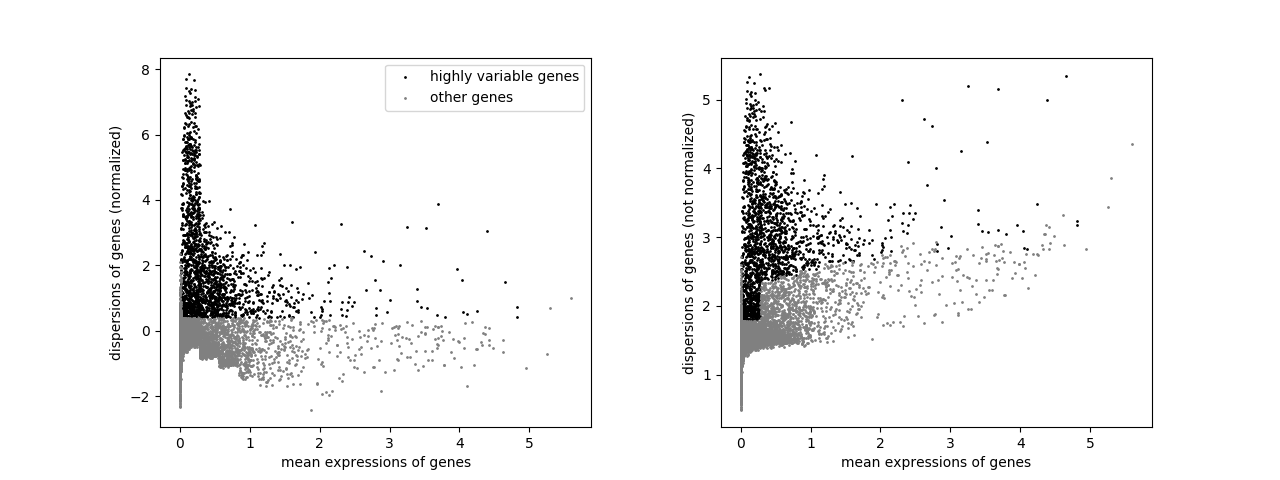 8
6
4
2
0
−2
dispersions of genes (normalized)
highly variable genes
other genes
0 1 2 3 4 5
mean expressions of genes
5
4
3
2
1
dispersions of genes (not normalized)
0 1 2 3 4 5
mean expressions of genes